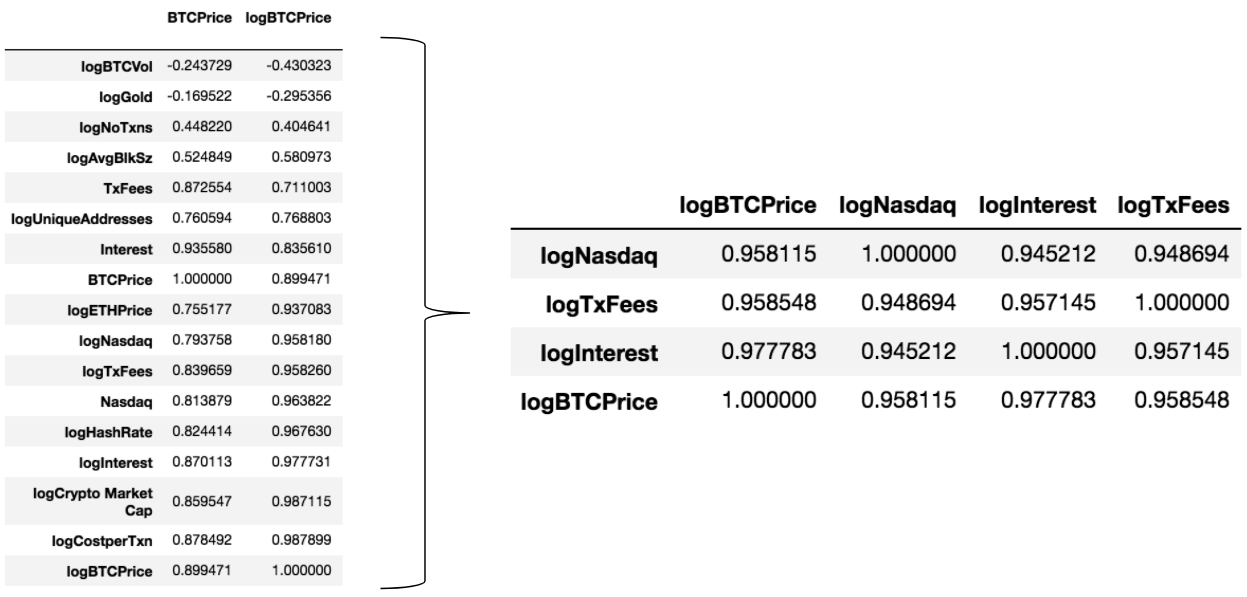 BTCPrice logBTCPrice
logBTCVol -0.243729 -0.430323
logGold -0.169522 -0.295356
logNoTxns 0.448220 0.404641
logAvgBlkSz 0.524849 0.580973
TxFees 0.872554 0.711003
logUniqueAddresses 0.760594 0.768803
Interest 0.935580 0.835610
BTCPrice 1.000000 0.899471
logETHPrice 0.755177 0.937083
logNasdaq 0.793758 0.958180
logTxFees 0.839659 0.958260
Nasdaq 0.813879 0.963822
logHashRate 0.824414 0.967630
logInterest 0.870113 0.977731
logCrypto Market
Cap 0.859547 0.987115
logCostperTxn 0.878492 0.987899
logBTCPrice 0.899471 1.000000
logBTCPrice logNasdaq logInterest logTxFees
logNasdaq 0.958115 1.000000 0.945212 0.948694
logTxFees 0.958548 0.948694 0.957145 1.000000
logInterest 0.977783 0.945212 1.000000 0.957145
logBTCPrice 1.000000 0.958115 0.977783 0.958548